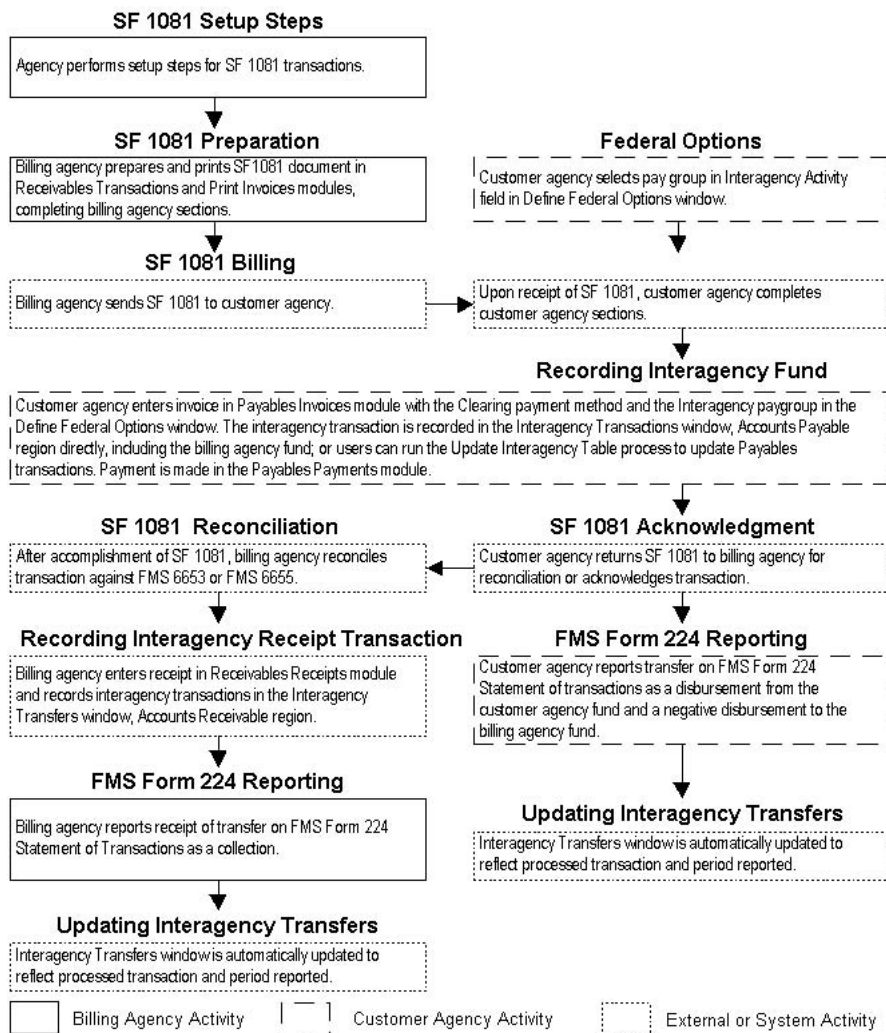 SF 1081 Setup Steps
Agency performs setup steps for SF 1081 transactions.
SF 1081 Preparation
Billing agency prepares and prints SF1081 document in
Receivables Transactions and Print Invoices modules,
completing billing agency sections.
Federal Options
Customer agency selects pay group in Interagency Activity
field in Define Federal Options window.
SF 1081 Billing
Billing agency sends SF 1081 to customer agency.
Upon receipt of SF 1081, customer agency completes
customer agency sections.
Recording Interagency Fund
Customer agency enters invoice in Payables Invoices module with the Clearing payment method and the Interagency paygroup in the
Define Federal Options window. The interagency transaction is recorded in the Interagency Transactions window, Accounts Payable
region directly, including the billing agency fund; or users can run the Update Interagency Table process to update Payables
transactions. Payment is made in the Payables Payments module.
SF 1081 Reconciliation
After accomplishment of SF 1081, billing agency reconciles
transaction against FMS 6653 or FMS 6655.
SF 1081 Acknowledgment
Customer agency returns SF 1081 to billing agency for
reconciliation or acknowledges transaction.
Recording Interagency Receipt Transaction
Billing agency enters receipt in Receivables Receipts module
and records interagency transactions in the Interagency
Transfers window, Accounts Receivable region.
FMS Form 224 Reporting
Customer agency reports transfer on FMS Form 224
Statement of transactions as a disbursement from the
customer agency fund and a negative disbursement to the
billing agency fund.
FMS Form 224 Reporting
Billing agency reports receipt of transfer on FMS Form 224
Statement of Transactions as a collection.
Updating Interagency Transfers
Interagency Transfers window is automatically updated to
reflect processed transaction and period reported.
Updating Interagency Transfers
Interagency Transfers window is automatically updated to
reflect processed transaction and period reported.
Billing Agency Activity
Customer Agency Activity
External or System Activity